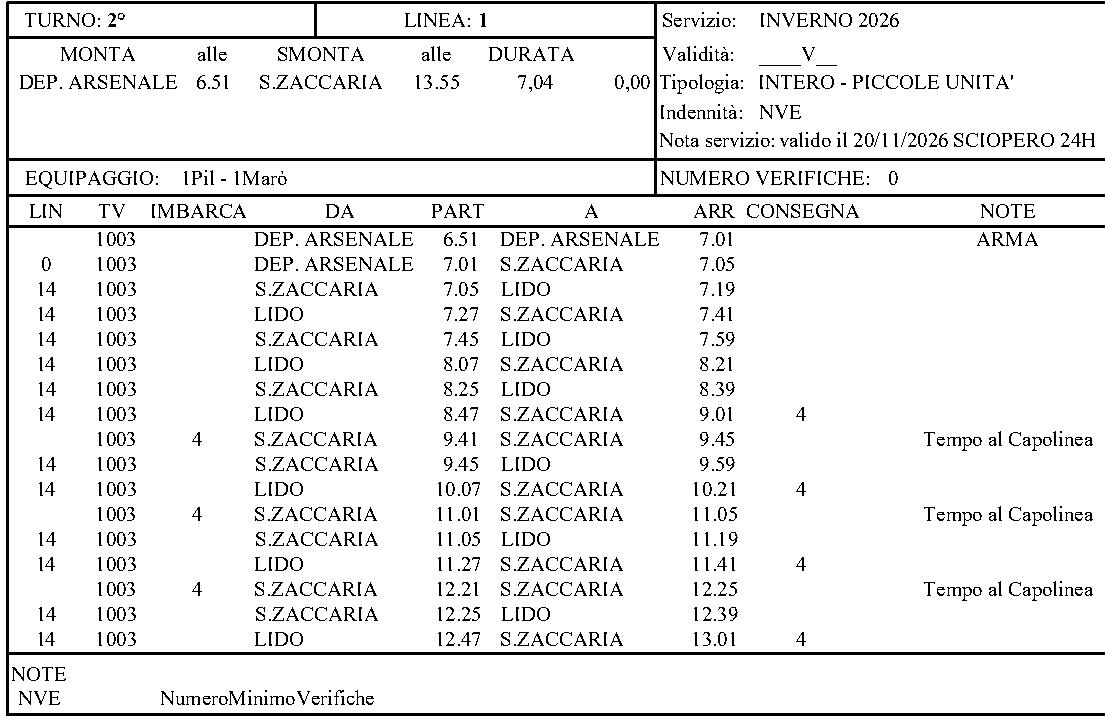 TURNO: 2° LINEA: 1 Servizio: INVERNO 2026
MONTA alle SMONTA alle DURATA Validità: ____V__
DEP. ARSENALE 6.51 S.ZACCARIA 13.55 7,04 0,00 Tipologia: INTERO - PICCOLE UNITA'
Indennità: NVE
Nota servizio: valido il 20/11/2026 SCIOPERO 24H
EQUIPAGGIO: 1Pil - 1Marò NUMERO VERIFICHE: 0
LIN TV IMBARCA DA PART A ARR CONSEGNA NOTE
1003 DEP. ARSENALE 6.51 DEP. ARSENALE 7.01 ARMA
0 1003 DEP. ARSENALE 7.01 S.ZACCARIA 7.05
14 1003 S.ZACCARIA 7.05 LIDO 7.19
14 1003 LIDO 7.27 S.ZACCARIA 7.41
14 1003 S.ZACCARIA 7.45 LIDO 7.59
14 1003 LIDO 8.07 S.ZACCARIA 8.21
14 1003 S.ZACCARIA 8.25 LIDO 8.39
14 1003 LIDO 8.47 S.ZACCARIA 9.01 4
1003 4 S.ZACCARIA 9.41 S.ZACCARIA 9.45 Tempo al Capolinea
14 1003 S.ZACCARIA 9.45 LIDO 9.59
14 1003 LIDO 10.07 S.ZACCARIA 10.21 4
1003 4 S.ZACCARIA 11.01 S.ZACCARIA 11.05 Tempo al Capolinea
14 1003 S.ZACCARIA 11.05 LIDO 11.19
14 1003 LIDO 11.27 S.ZACCARIA 11.41 4
1003 4 S.ZACCARIA 12.21 S.ZACCARIA 12.25 Tempo al Capolinea
14 1003 S.ZACCARIA 12.25 LIDO 12.39
14 1003 LIDO 12.47 S.ZACCARIA 13.01 4
NOTE
NVE NumeroMinimoVerifiche